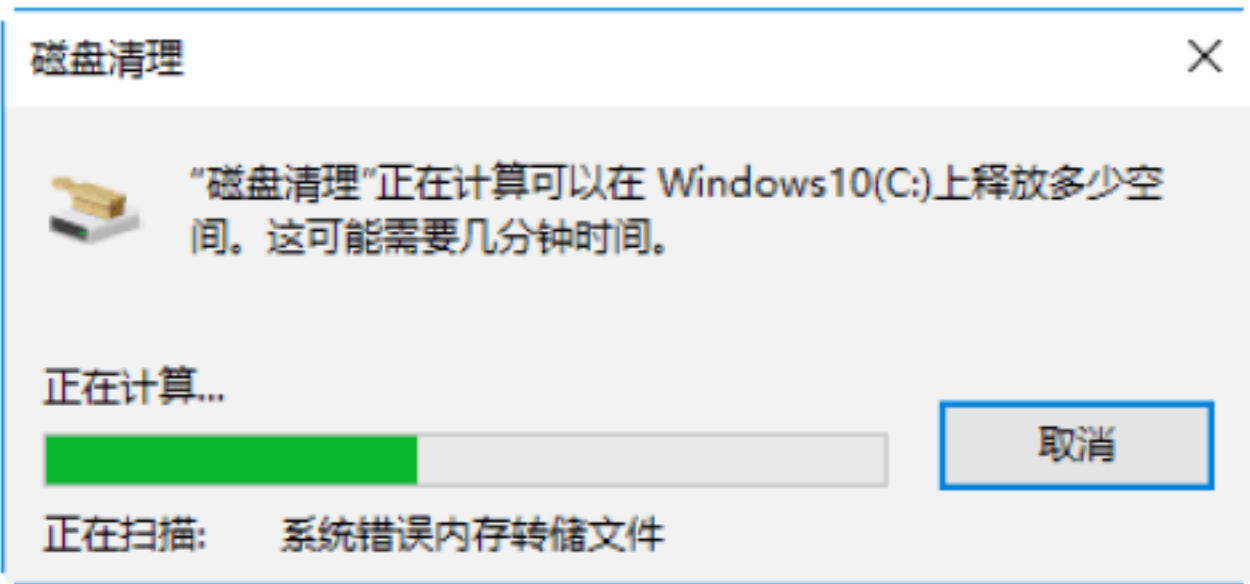 磁盘清理
“磁盘清理”正在计算可以在 Windows10(C:)上释放多少空
间。这可能需要几分钟时间。
正在计算...
取消
正在扫描: 系统错误内存转储文件